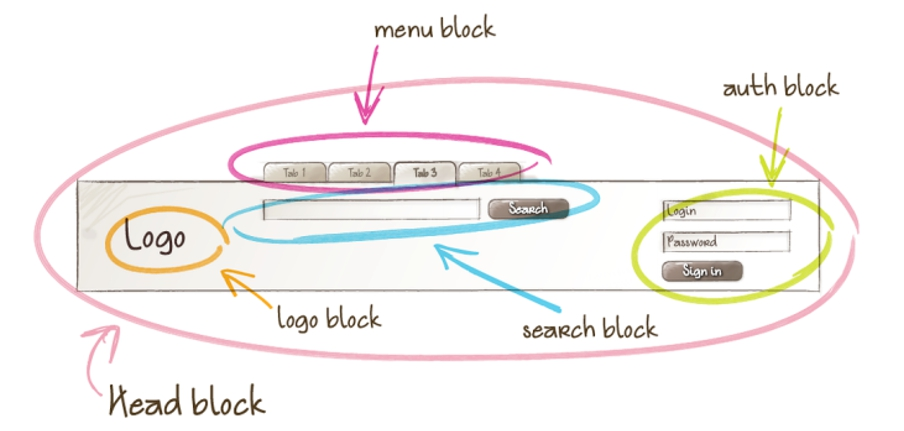 menu block
auth block
Tab 1 Tab 2 Tab 3 Tab 4
Search
Login
Logo
Password
Sign in
logo block
search block
Head block